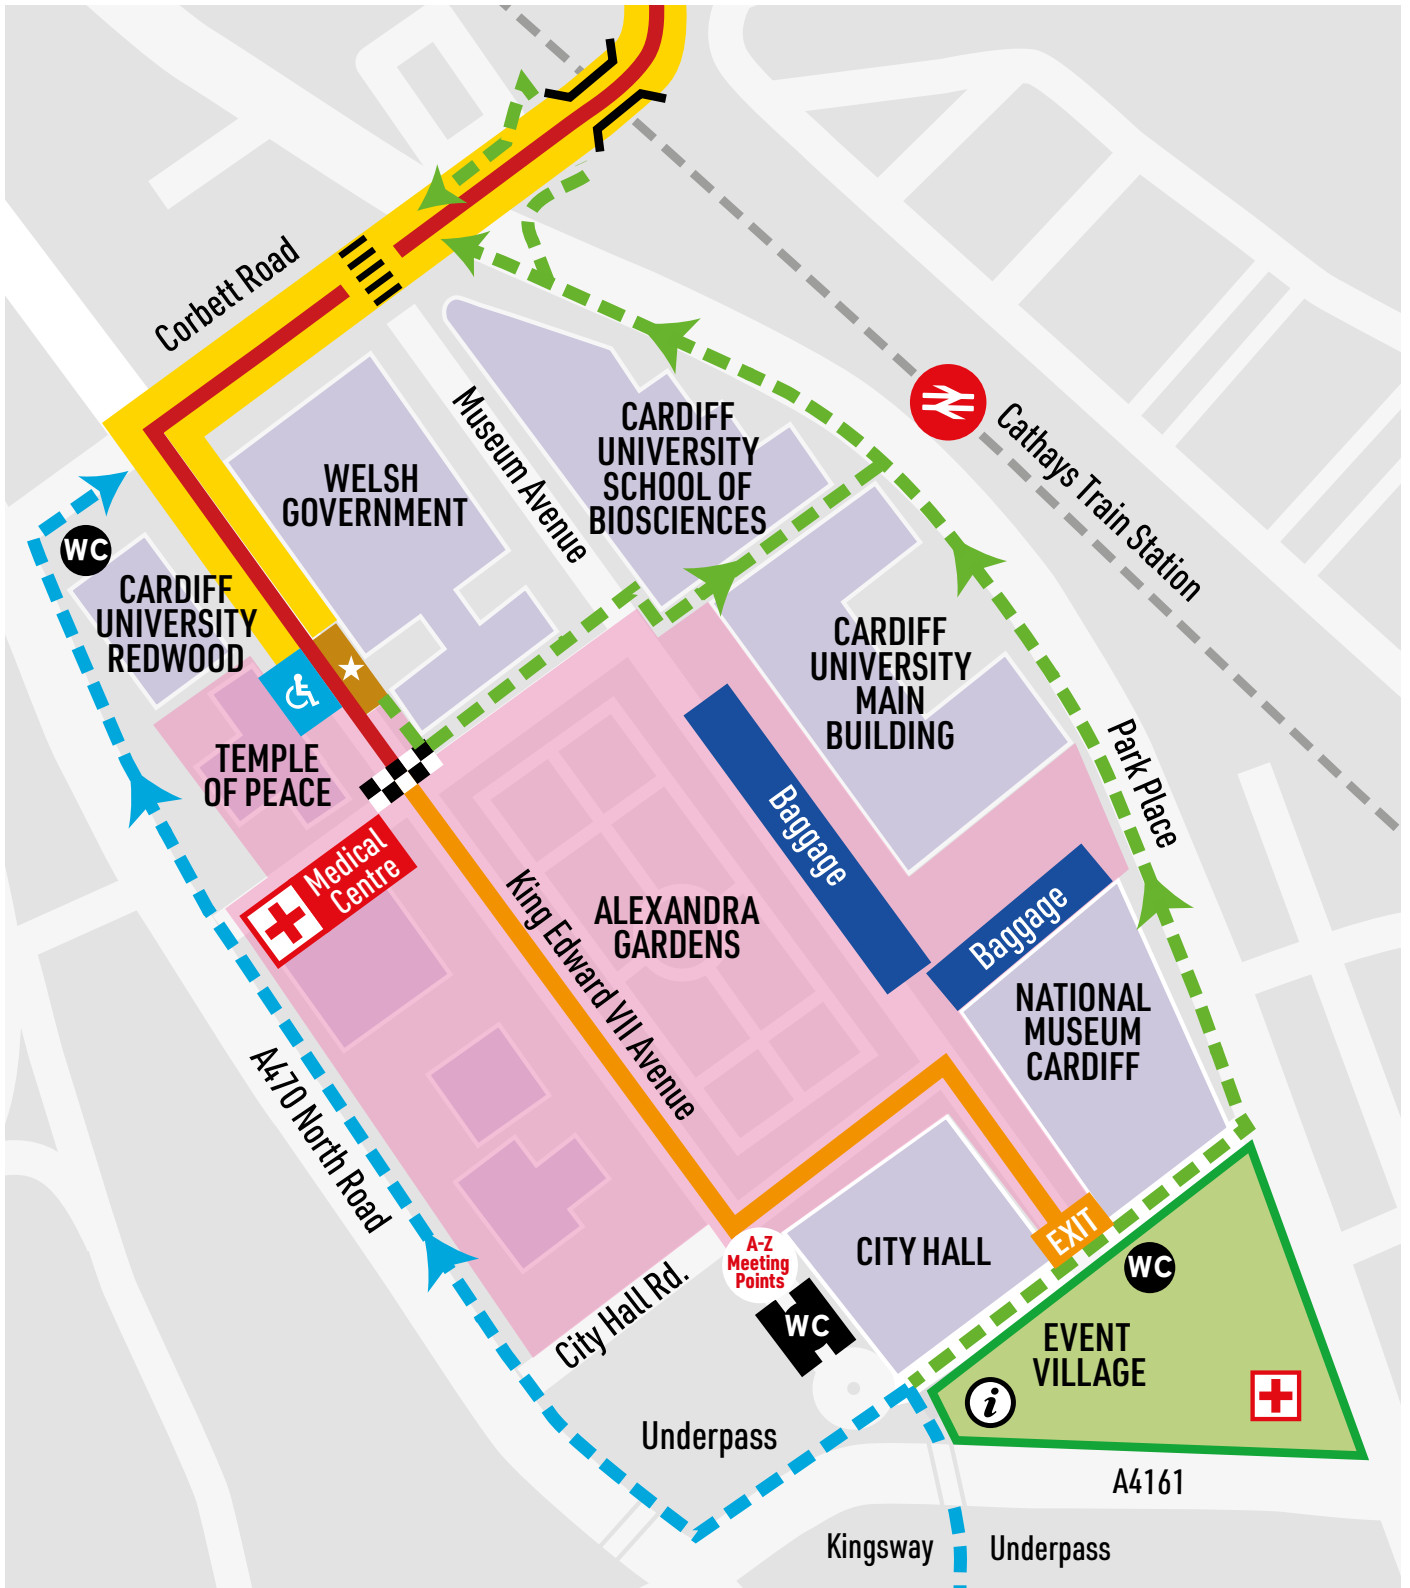 Corbett Road
Museum Avenue
CARDIFF
UNIVERSITY
SCHOOL OF
BIOSCIENCES
Cathays Train Station
WELSH
GOVERNMENT
WC
CARDIFF
UNIVERSITY
REDWOOD
CARDIFF
UNIVERSITY
MAIN
BUILDING
Park Place
TEMPLE
OF PEACE
Medical
Centre
Baggage
King Edward VII Avenue
ALEXANDRA
GARDENS
Baggage
NATIONAL
MUSEUM
CARDIFF
A470 North Road
A-Z
Meeting
Points
CITY HALL
EXIT
WC
City Hall Rd.
WC
EVENT
VILLAGE
i
Underpass
A4161
Kingsway
Underpass